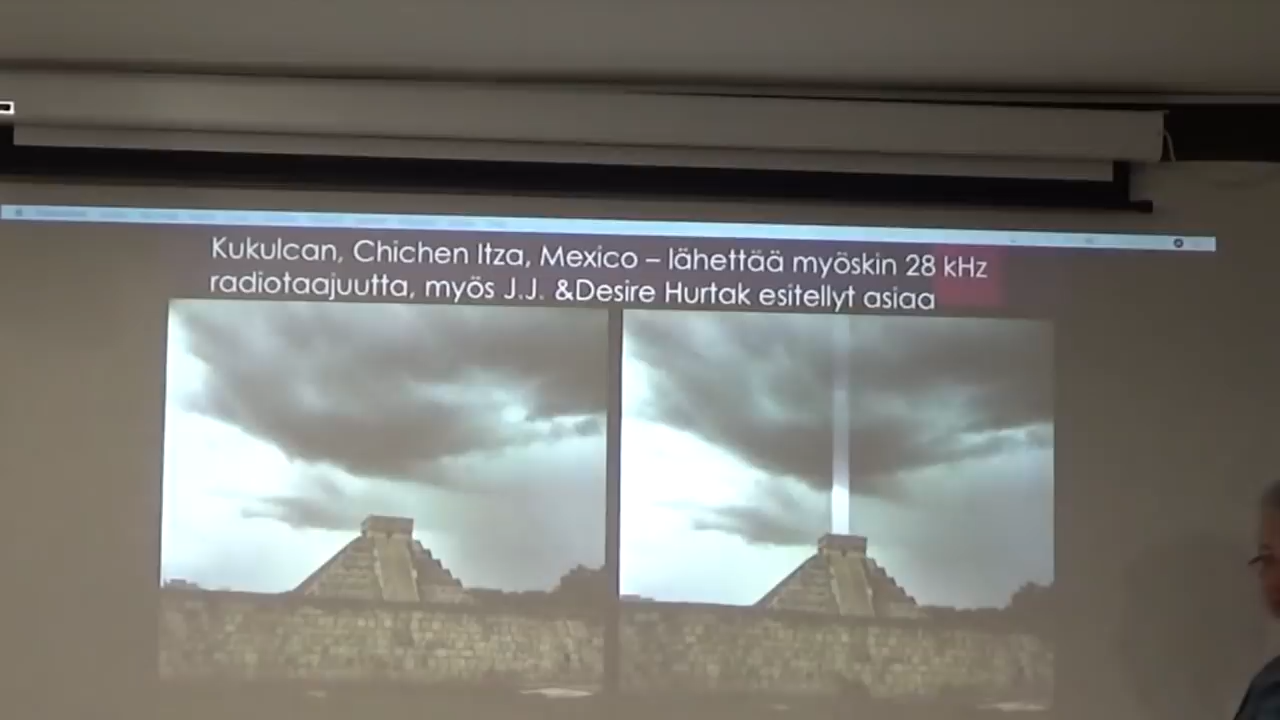 Kukulcan, Chichen Itza, Mexico – lähettää myöskin 28 kHz
radiotaajuutta, myös J.J. &Desire Hurtak esitellyt asiaa